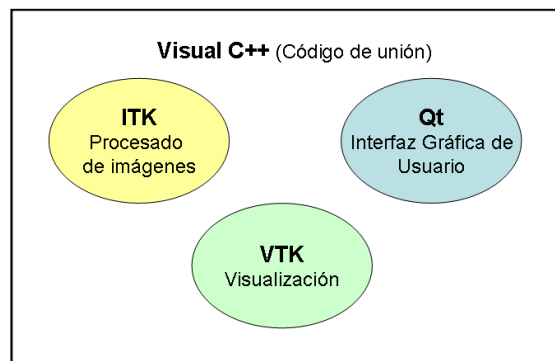 Visual C++ (Código de unión)
ITK
Procesado
de imágenes
Qt
Interfaz Gráfica de
Usuario
VTK
Visualización